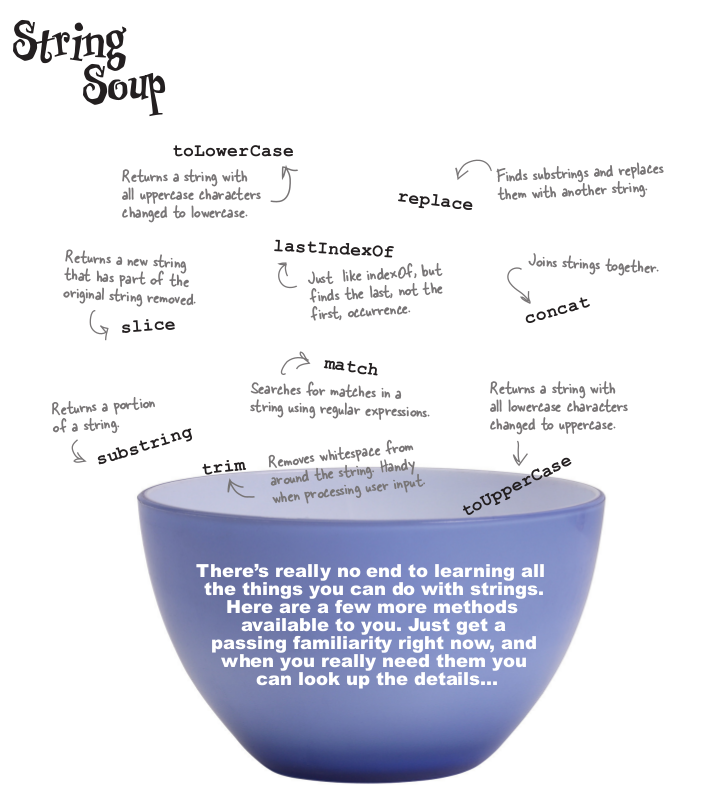 String
Soup
toLowerCase
Returns a string with
all uppercase characters
changed to lowercase.
replace
Finds substrings and replaces
them with another string.
lastIndexOf
Just like indexOf, but
finds the last, not the
first, occurrence.
Returns a new string
that has part of the
original string removed.
slice
Joins strings together.
concat
match
Searches for matches in a
string using regular expressions.
Returns a portion
of a string.
substring
Returns a string with
all lowercase characters
changed to uppercase.
toUpperCase
trim
Removes whitespace from
around the string. Handy
when processing user input.
There's really no end to learning all
the things you can do with strings.
Here are a few more methods
available to you. Just get a
passing familiarity right now, and
when you really need them you
can look up the details...